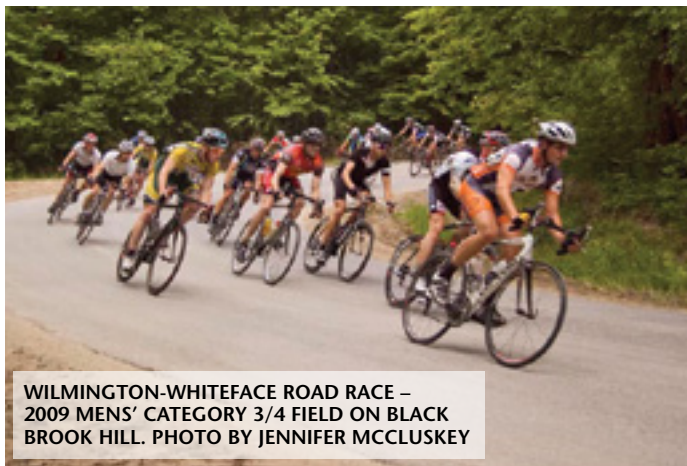 WILMINGTON-WHITEFACE ROAD RACE –
2009 MENS’ CATEGORY 3/4 FIELD ON BLACK
BROOK HILL. PHOTO BY JENNIFER MCCLUSKEY